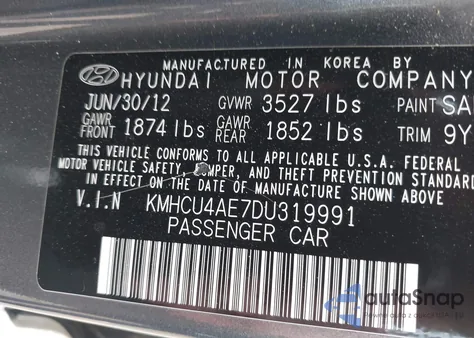 MANUFACTURED IN KOREA BY
HYUNDAI MOTOR COMPANY
JUN/30/12 GVWR 3527 lbs PAINT SA
GAWR FRONT 1874 lbs GAWR REAR 1852 lbs TRIM 9Y
THIS VEHICLE CONFORMS TO ALL APPLICABLE U.S.A. FEDERAL
MOTOR VEHICLE SAFETY, BUMPER, AND THEFT PREVENTION STANDARD
IN EFFECT ON THE DATE OF MANUFACTURE SHOWN ABOVE
V.I.N KMHCU4AE7DU319991
PASSENGER CAR
autoSnap